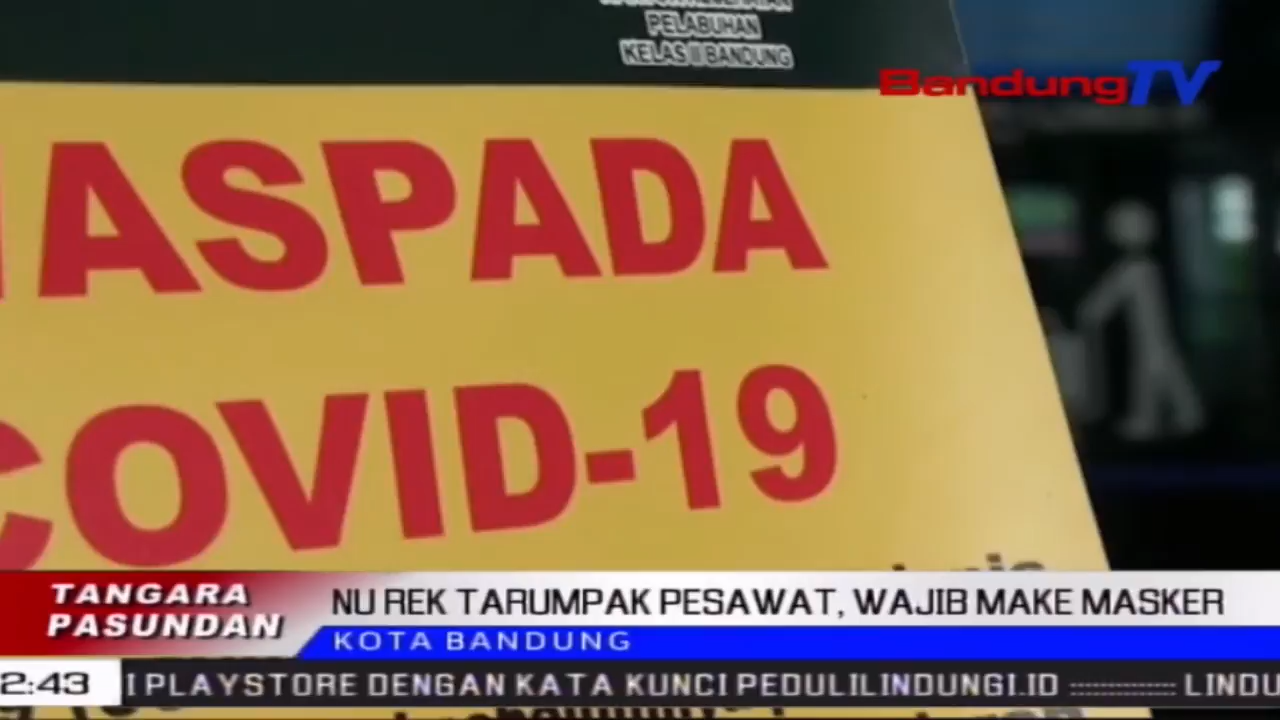 PELABUHAN
KELAS II BANDUNG
BandungTV
ASPADA
COVID-19
TANGARA
PASUNDAN
NU REK TARUMPAK PESAWAT, WAJIB MAKE MASKER
KOTA BANDUNG
2:43
I PLAYSTORE DENGAN KATA KUNCI PEDULILINDUNGI.ID ::::::::::::::: LINDU